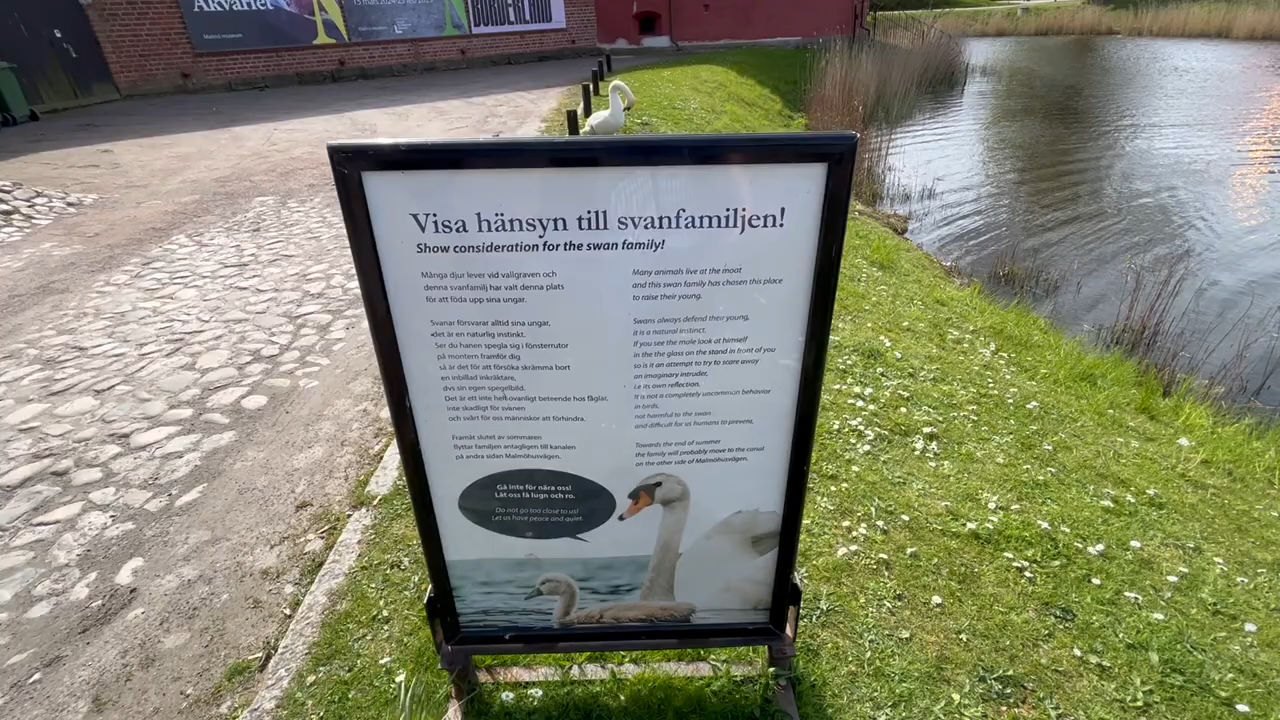 Akvariet
Malmö museum
15 mars 2024-23 feb 2025
BORDERLAND
Visa hänsyn till svanfamiljen!
Show consideration for the swan family!
Många djur lever vid vallgraven och
denna svanfamilj har valt denna plats
för att föda upp sina ungar.
Svanar försvarar alltid sina ungar,
det är en naturlig instinkt.
Ser du hanen spegla sig i fönsterrutor
på montern framför dig
så är det för att försöka skrämma bort
en inbillad inkräktare,
dvs sin egen spegelbild.
Det är ett inte helt ovanligt beteende hos fåglar,
inte skadligt för svanen
och svårt för oss människor att förhindra.
Framåt slutet av sommaren
flyttar familjen antagligen till kanalen
på andra sidan Malmöhusvägen.
Many animals live at the moat
and this swan family has chosen this place
to raise their young.
Swans always defend their young,
it is a natural instinct.
If you see the male look at himself
in the the glass on the stand in front of you
so is it an attempt to try to scare away
an imaginary intruder,
i.e its own reflection.
If is not a completely uncommon behavior
in birds,
not harmful to the swan
and difficult for us humans to prevent,
Towards the end of summer
the family will probably move to the canal
on the other side of Malmöhusvägen.
Gå inte för nära oss!
Låt oss få lugn och ro.
Do not go too close to us!
Let us have peace and quiet.